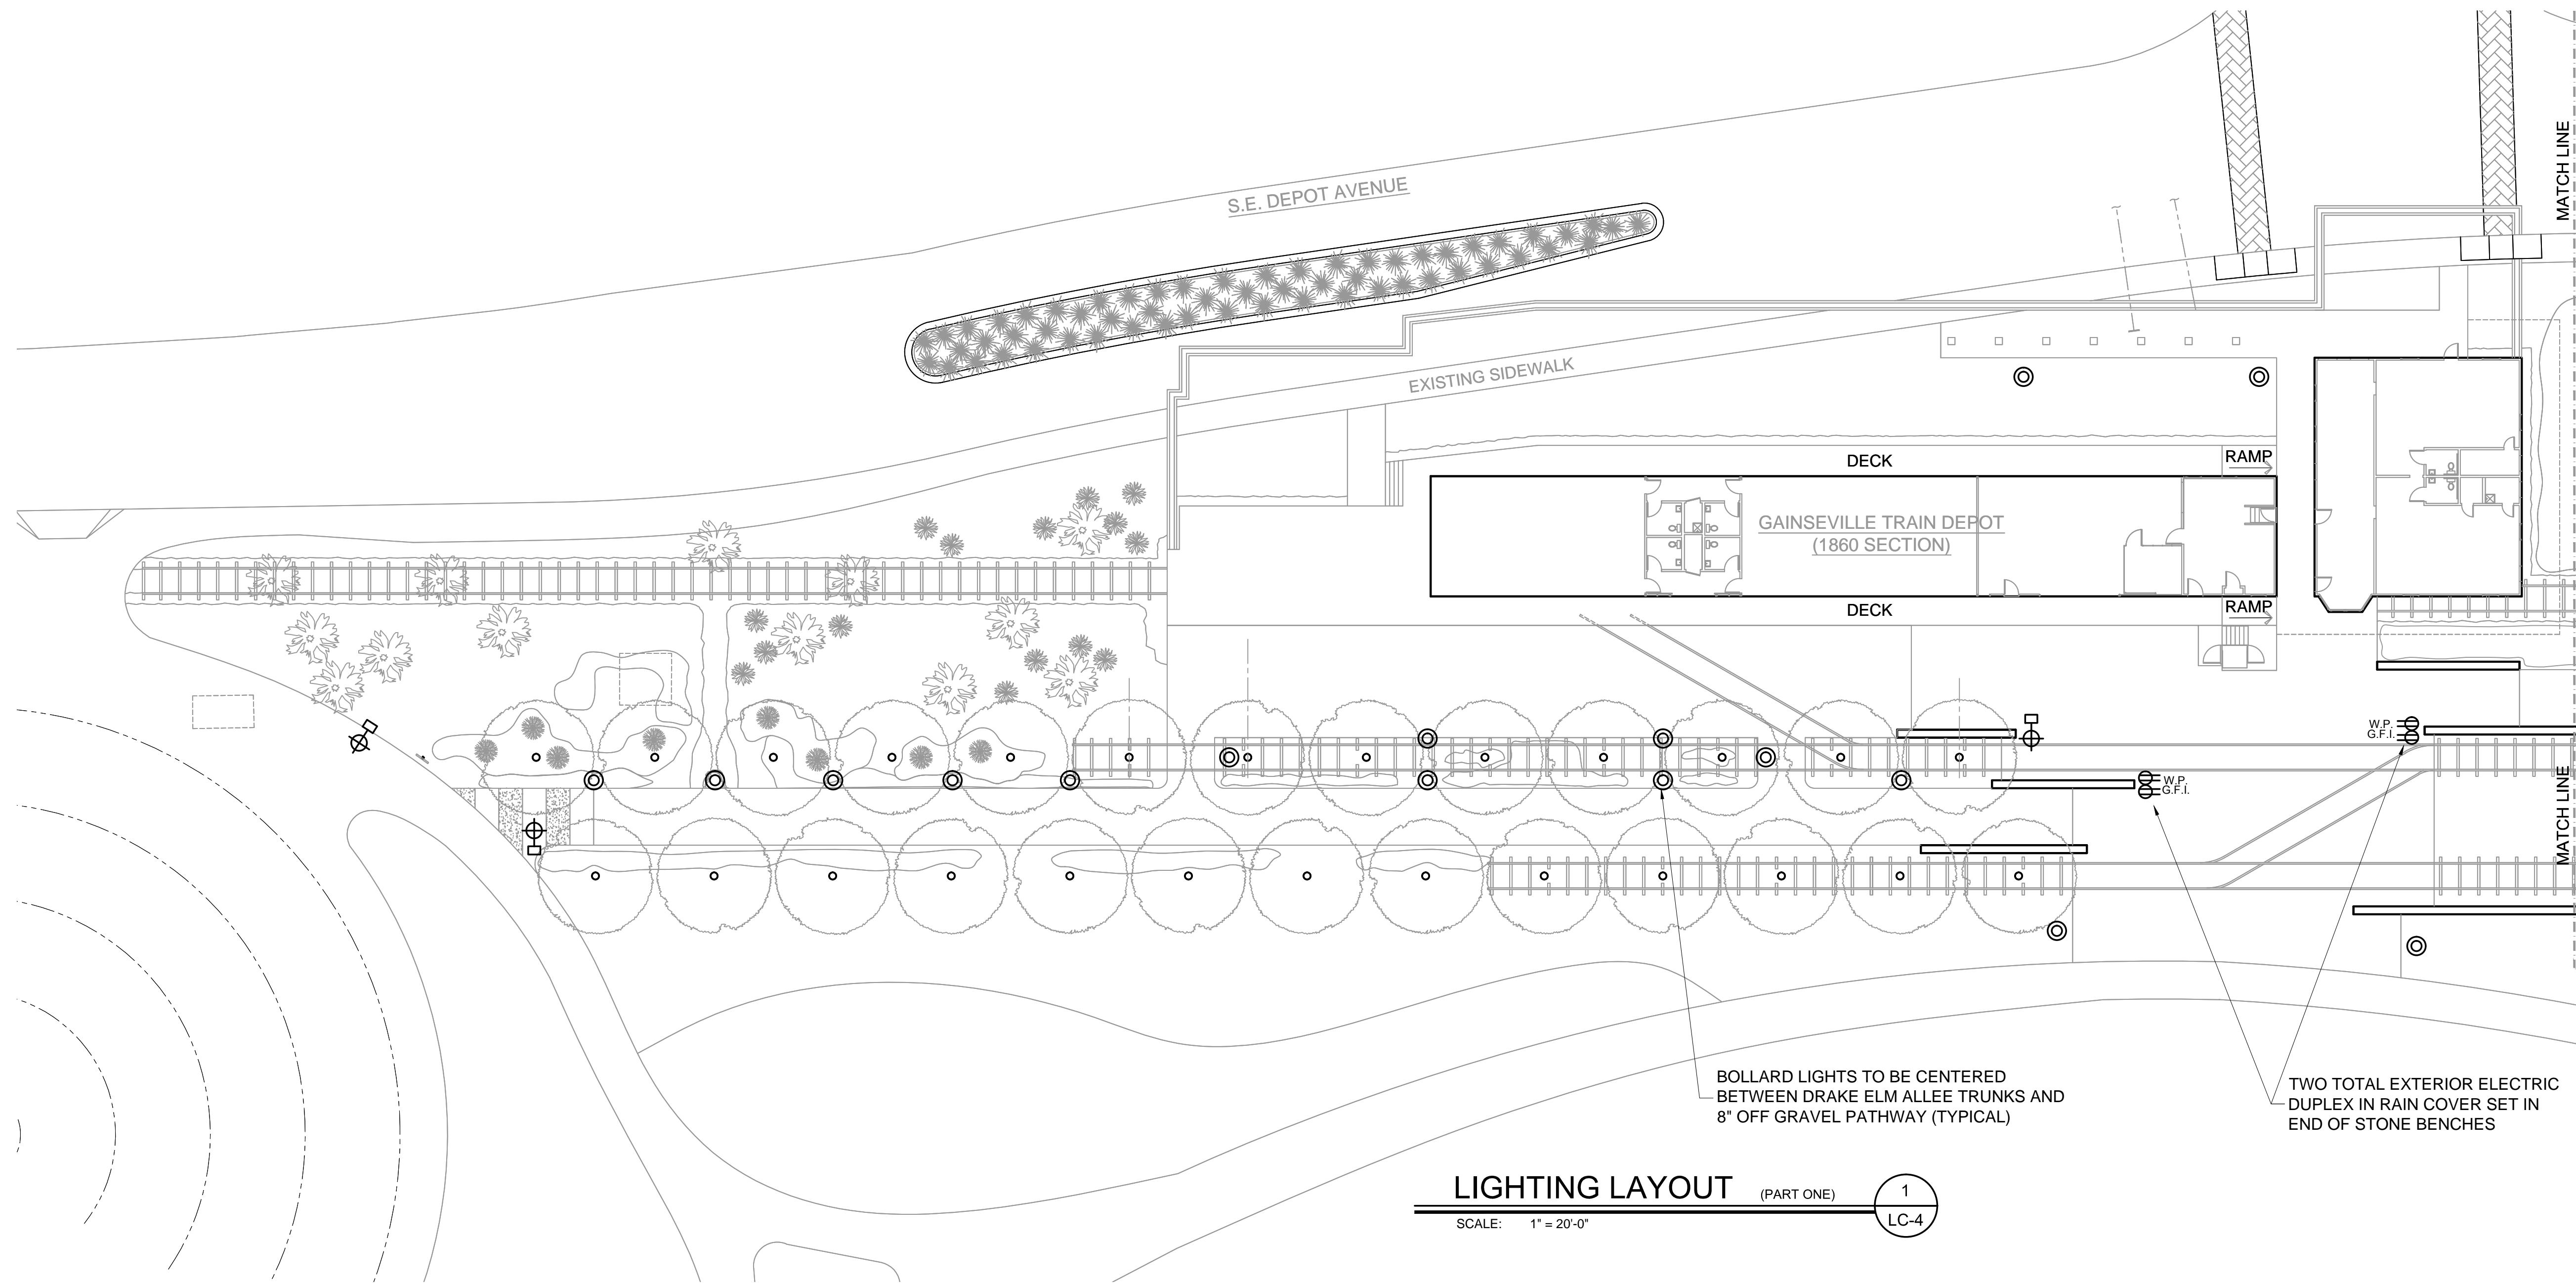 S.E. DEPOT AVENUE
MATCH LINE
EXISTING SIDEWALK
DECK
RAMP
GAINSEVILLE TRAIN DEPOT
(1860 SECTION)
DECK
RAMP
W.P.
G.F.I.
W.P.
G.F.I.
MATCH LINE
BOLLARD LIGHTS TO BE CENTERED
BETWEEN DRAKE ELM ALLEE TRUNKS AND
8" OFF GRAVEL PATHWAY (TYPICAL)
TWO TOTAL EXTERIOR ELECTRIC
DUPLEX IN RAIN COVER SET IN
END OF STONE BENCHES
LIGHTING LAYOUT (PART ONE)
1
LC-4
SCALE: 1" = 20'-0"